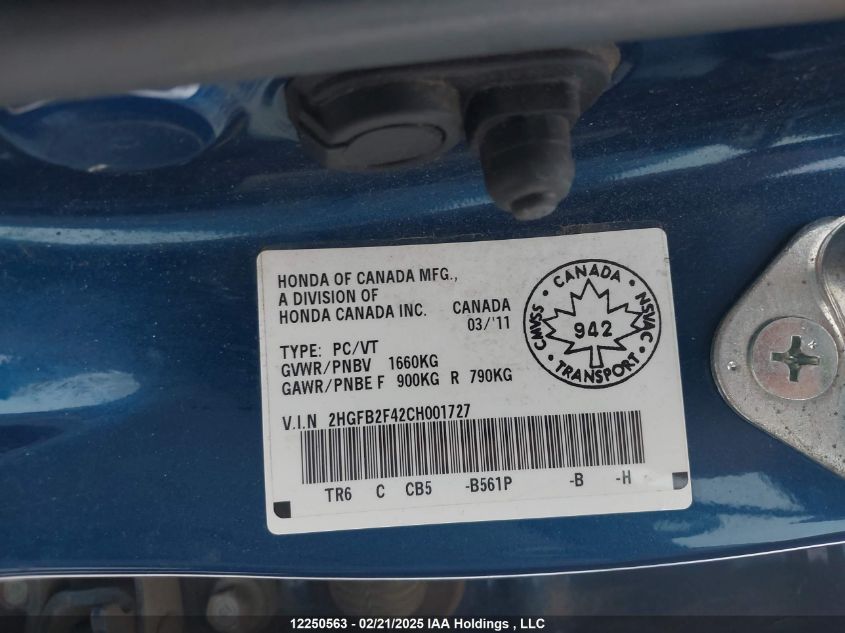 HONDA OF CANADA MFG.,
A DIVISION OF
HONDA CANADA INC. CANADA
03/'11
TYPE: PC/VT
GVWR/PNBV 1660KG
GAWR/PNBE F 900KG R 790KG
V.I.N 2HGFB2F42CH001727
TR6 C CB5 -B561P -B -H
CANADA
CMVSS
NSVAC
942
TRANSPORT
12250563 - 02/21/2025 IAA Holdings , LLC